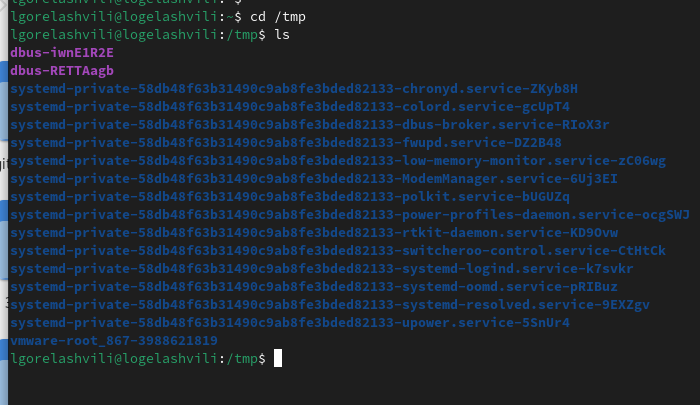 lgorelashvili@logelashvili:~$ cd /tmp
lgorelashvili@logelashvili:/tmp$ ls
dbus-iwnE1R2E
dbus-RETTAagb
systemd-private-58db48f63b31490c9ab8fe3bded82133-chronyd.service-ZKyb8H
systemd-private-58db48f63b31490c9ab8fe3bded82133-colord.service-gcUpT4
systemd-private-58db48f63b31490c9ab8fe3bded82133-dbus-broker.service-RIoX3r
systemd-private-58db48f63b31490c9ab8fe3bded82133-fwupd.service-DZ2B48
systemd-private-58db48f63b31490c9ab8fe3bded82133-low-memory-monitor.service-zC06wg
systemd-private-58db48f63b31490c9ab8fe3bded82133-ModemManager.service-6Uj3EI
systemd-private-58db48f63b31490c9ab8fe3bded82133-polkit.service-bUGUZq
systemd-private-58db48f63b31490c9ab8fe3bded82133-power-profiles-daemon.service-ocgSWJ
systemd-private-58db48f63b31490c9ab8fe3bded82133-rtkit-daemon.service-KD9Ovw
systemd-private-58db48f63b31490c9ab8fe3bded82133-switcheroo-control.service-CtHtCk
systemd-private-58db48f63b31490c9ab8fe3bded82133-systemd-logind.service-k7svkr
systemd-private-58db48f63b31490c9ab8fe3bded82133-systemd-oomd.service-pRIBuz
systemd-private-58db48f63b31490c9ab8fe3bded82133-systemd-resolved.service-9EXZgv
systemd-private-58db48f63b31490c9ab8fe3bded82133-upower.service-5SnUr4
vmware-root_867-3988621819
lgorelashvili@logelashvili:/tmp$